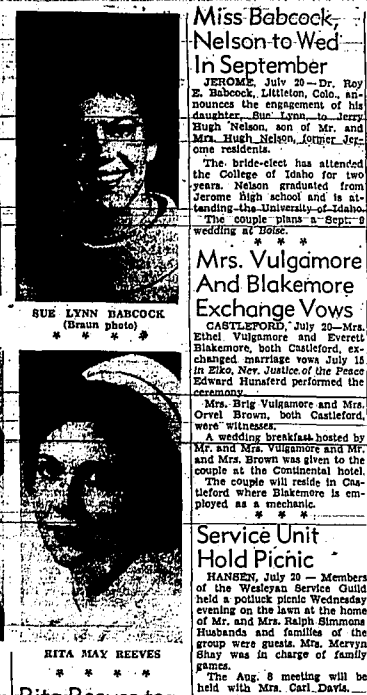 SUE LYNN BABCOCK
(Braun photo)
* * * *
RITA MAY REEVES
* * * *
Miss Babcock,
Nelson to Wed
In September
JEROME, July 20—Dr. Roy
E. Babcock, Littleton, Colo., an-
nounces the engagement of his
daughter, Sue Lynn, to Jerry
Hugh Nelson, son of Mr. and
Mrs. Hugh Nelson, former Jer-
ome residents.
The bride-elect has attended
the College of Idaho for two
years. Nelson graduated from
Jerome high school and is at-
tending the University of Idaho.
The couple plans a Sept. 9
wedding at Boise.
* * * *
Mrs. Vulgamore
And Blakemore
Exchange Vows
CASTLEFORD, July 20—Mrs.
Ethel Vulgamore and Everett
Blakemore, both Castleford, ex-
changed marriage vows July 15
in Elko, Nev. Justice of the Peace
Edward Hunsferd performed the
ceremony.
Mrs. Brig Vulgamore and Mrs.
Orvel Brown, both Castleford,
were witnesses.
A wedding breakfast hosted by
Mr. and Mrs. Vulgamore and Mr.
and Mrs. Brown was given to the
couple at the Continental hotel.
The couple will reside in Cas-
tleford where Blakemore is em-
ployed as a mechanic.
* * *
Service Unit
Hold Picnic
HANSEN, July 20 — Members
of the Wesleyan Service Guild
held a potluck picnic Wednesday
evening on the lawn at the home
of Mr. and Mrs. Ralph Simmons
Husbands and families of the
group were guests. Mrs. Mervyn
Shay was in charge of family
games.
The Aug. 8 meeting will be
held with Mrs. Carl Davis.